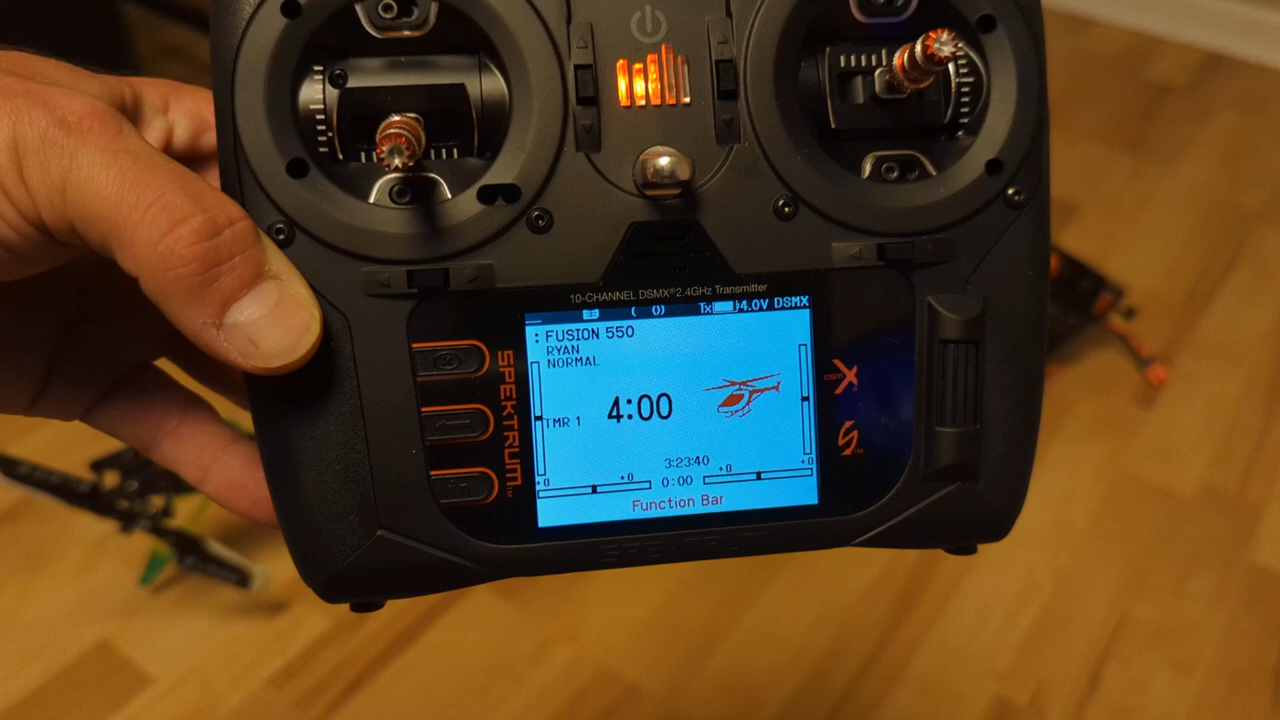 10-CHANNEL DSMX® 2.4GHz Transmitter
Tx 4.0V DSMX
: FUSION 550
RYAN
NORMAL
TMR 1
4:00
3:23:40
+0
+0
+0
0:00
+0
Function Bar
SPEKTRUM™
DSMX
SPEKTRUM